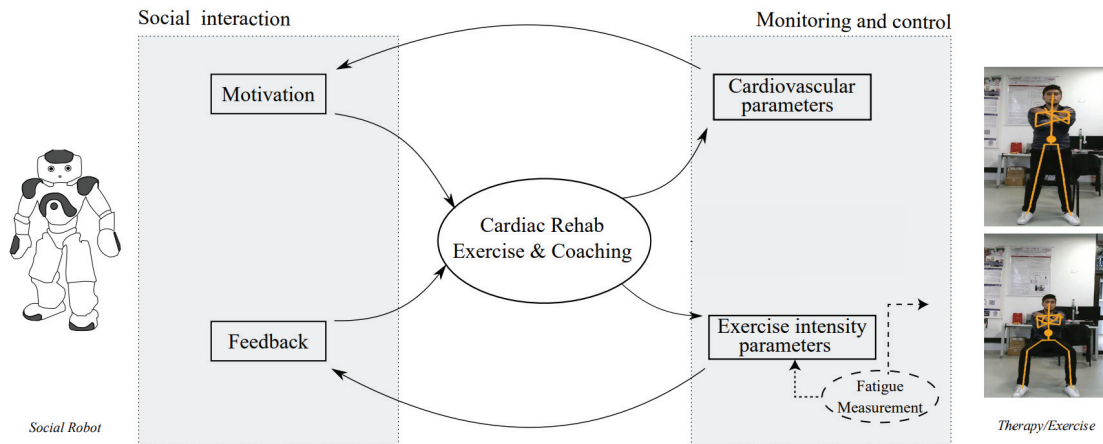 Social interaction
Monitoring and control
Motivation
Cardiovascular
parameters
Cardiac Rehab
Exercise & Coaching
Feedback
Exercise intensity
parameters
Fatigue
Measurement
Social Robot
Therapy/Exercise